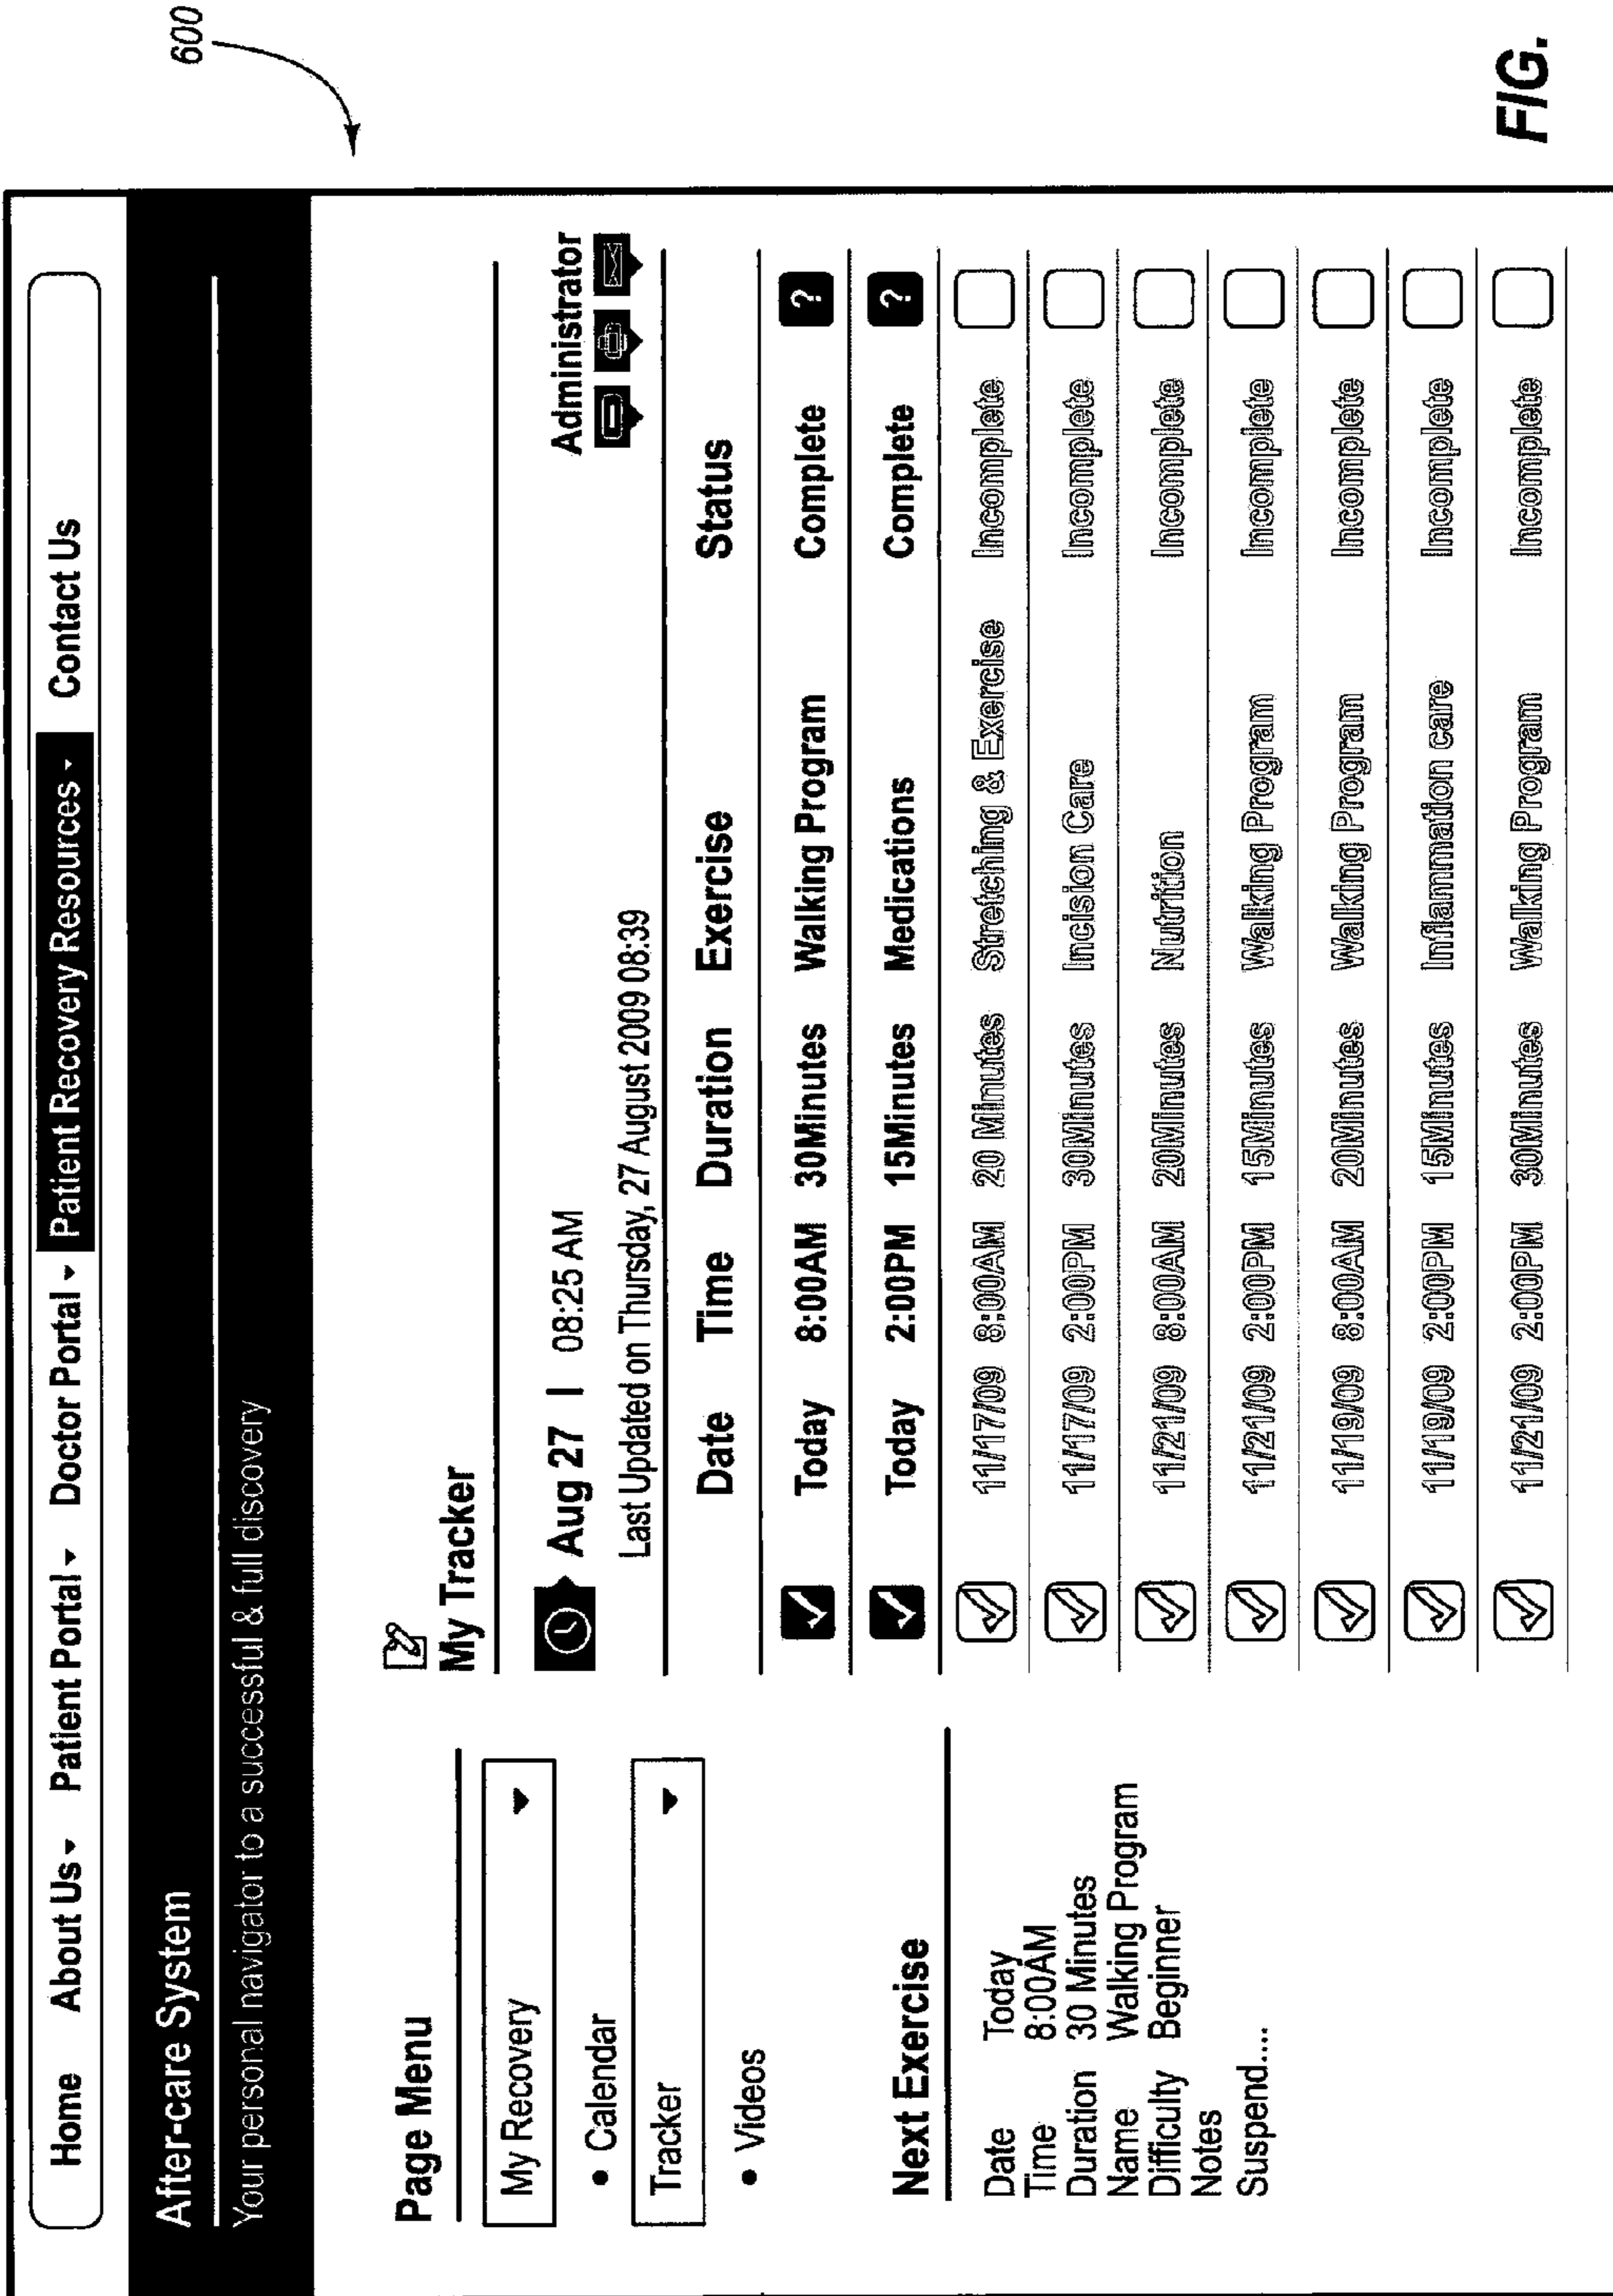 600
Home About Us Patient Portal Doctor Portal Patient Recovery Resources Contact Us
After-care System
Your personal navigator to a successful & full discovery
Page Menu
My Recovery
• Calendar
Tracker
• Videos
Next Exercise
Date Today
Time 8:00AM
Duration 30 Minutes
Name Walking Program
Difficulty Beginner
Notes
Suspend....
My Tracker
Aug 27 | 08:25 AM
Administrator
Last Updated on Thursday, 27 August 2009 08:39
Date Time Duration Exercise Status
Today 8:00AM 30Minutes Walking Program Complete ?
Today 2:00PM 15Minutes Medications Complete ?
11/17/09 8:00AM 20 Minutes Stretching & Exercise Incomplete
11/17/09 2:00PM 30Minutes Incision Care Incomplete
11/21/09 8:00AM 20Minutes Nutrition Incomplete
11/21/09 2:00PM 15Minutes Walking Program Incomplete
11/19/09 8:00AM 20Minutes Walking Program Incomplete
11/19/09 2:00PM 15Minutes Inflammation care Incomplete
11/21/09 2:00PM 30Minutes Walking Program Incomplete
FIG.